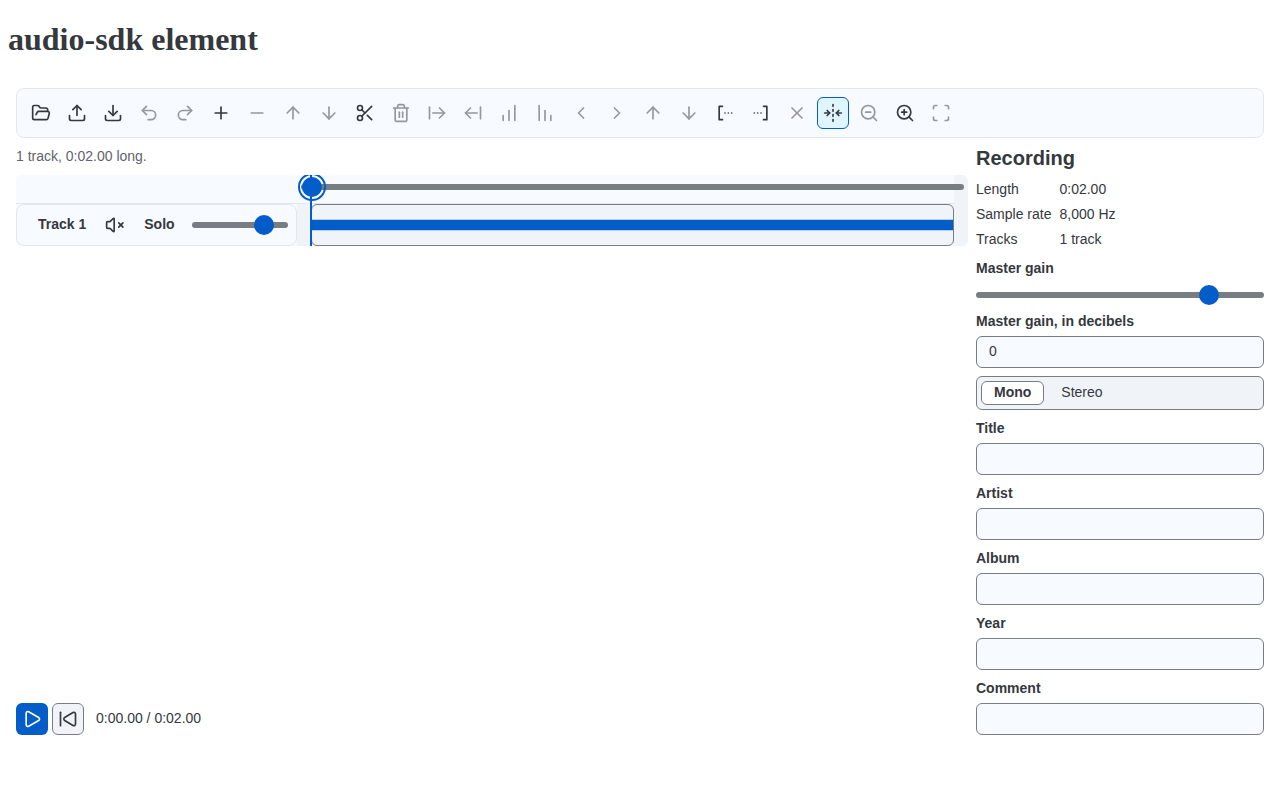 audio-sdk element
1 track, 0:02.00 long.
Track 1
Solo
0:00.00 / 0:02.00
Recording
Length 0:02.00
Sample rate 8,000 Hz
Tracks 1 track
Master gain
Master gain, in decibels
0
Mono Stereo
Title
Artist
Album
Year
Comment